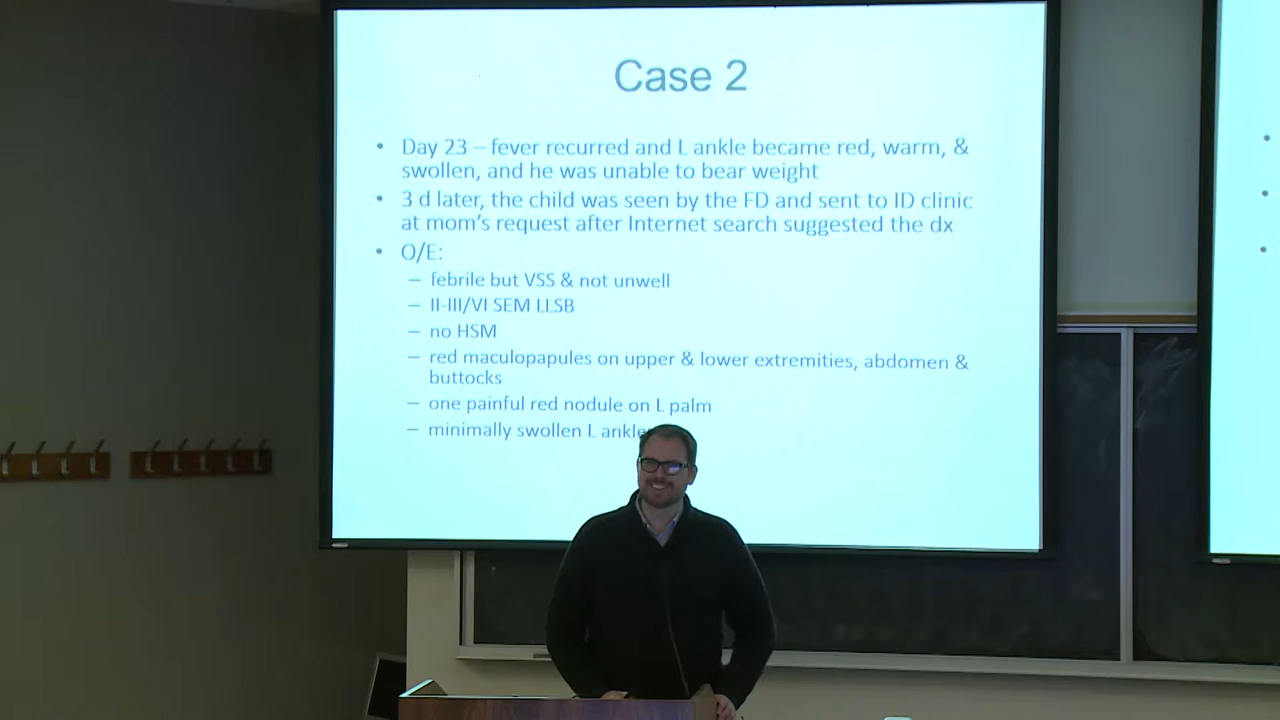 Case 2
• Day 23 – fever recurred and L ankle became red, warm, &
swollen, and he was unable to bear weight
• 3 d later, the child was seen by the FD and sent to ID clinic
at mom's request after Internet search suggested the dx
• O/E:
– febrile but VSS & not unwell
– II-III/VI SEM LLSB
– no HSM
– red maculopapules on upper & lower extremities, abdomen &
buttocks
– one painful red nodule on L palm
– minimally swollen L ankle